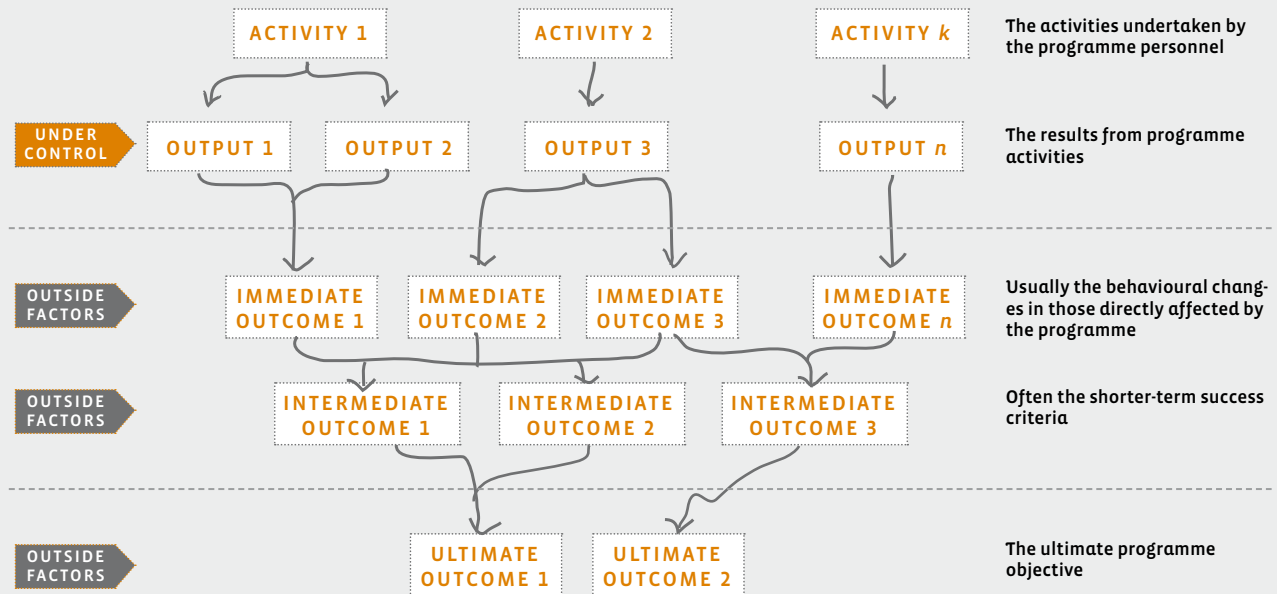 ACTIVITY 1
ACTIVITY 2
ACTIVITY k
The activities undertaken by
the programme personnel
UNDER
CONTROL
OUTPUT 1
OUTPUT 2
OUTPUT 3
OUTPUT n
The results from programme
activities
OUTSIDE
FACTORS
IMMEDIATE
OUTCOME 1
IMMEDIATE
OUTCOME 2
IMMEDIATE
OUTCOME 3
IMMEDIATE
OUTCOME n
Usually the behavioural chang-
es in those directly affected by
the programme
OUTSIDE
FACTORS
INTERMEDIATE
OUTCOME 1
INTERMEDIATE
OUTCOME 2
INTERMEDIATE
OUTCOME 3
Often the shorter-term success
criteria
OUTSIDE
FACTORS
ULTIMATE
OUTCOME 1
ULTIMATE
OUTCOME 2
The ultimate programme
objective